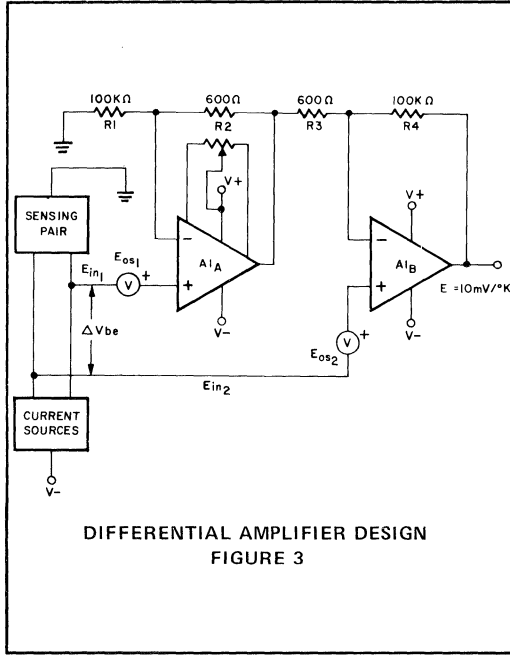 100KΩ
R1
600Ω
R2
600Ω
R3
100KΩ
R4
V+
V+
SENSING
PAIR
Ein1
Eos1
V
+
−
+
A1A
−
+
A1B
E =10mV/°K
ΔVbe
V−
V−
V
+
Eos2
Ein2
CURRENT
SOURCES
V−
DIFFERENTIAL AMPLIFIER DESIGN
FIGURE 3